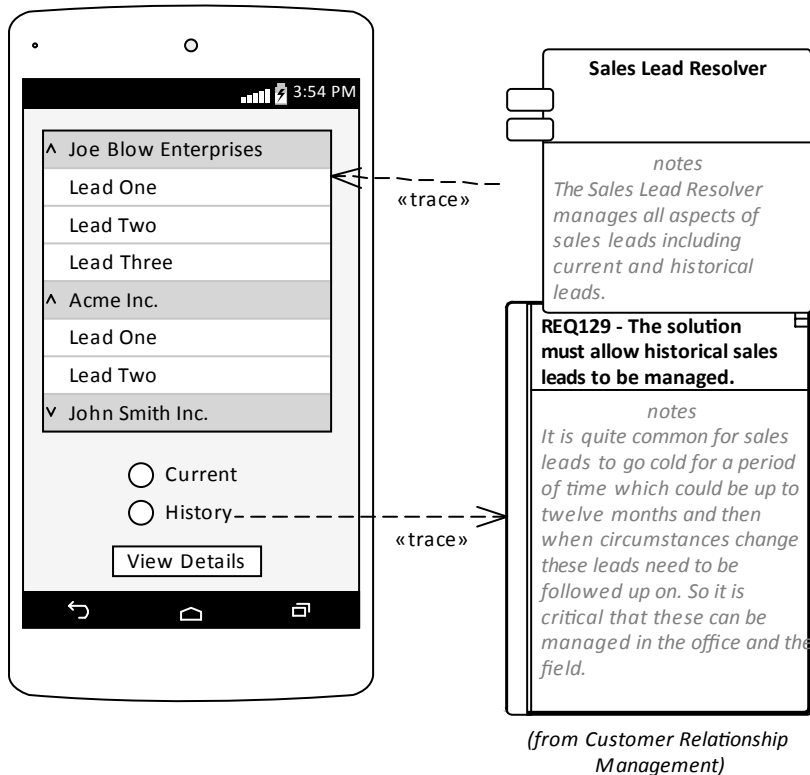 3:54 PM
Joe Blow Enterprises
Lead One
Lead Two
Lead Three
Acme Inc.
Lead One
Lead Two
John Smith Inc.
Current
History
View Details
«trace»
«trace»
Sales Lead Resolver
notes
The Sales Lead Resolver
manages all aspects of
sales leads including
current and historical
leads.
REQ129 - The solution
must allow historical sales
leads to be managed.
notes
It is quite common for sales
leads to go cold for a period
of time which could be up to
twelve months and then
when circumstances change
these leads need to be
followed up on. So it is
critical that these can be
managed in the office and the
field.
(from Customer Relationship
Management)